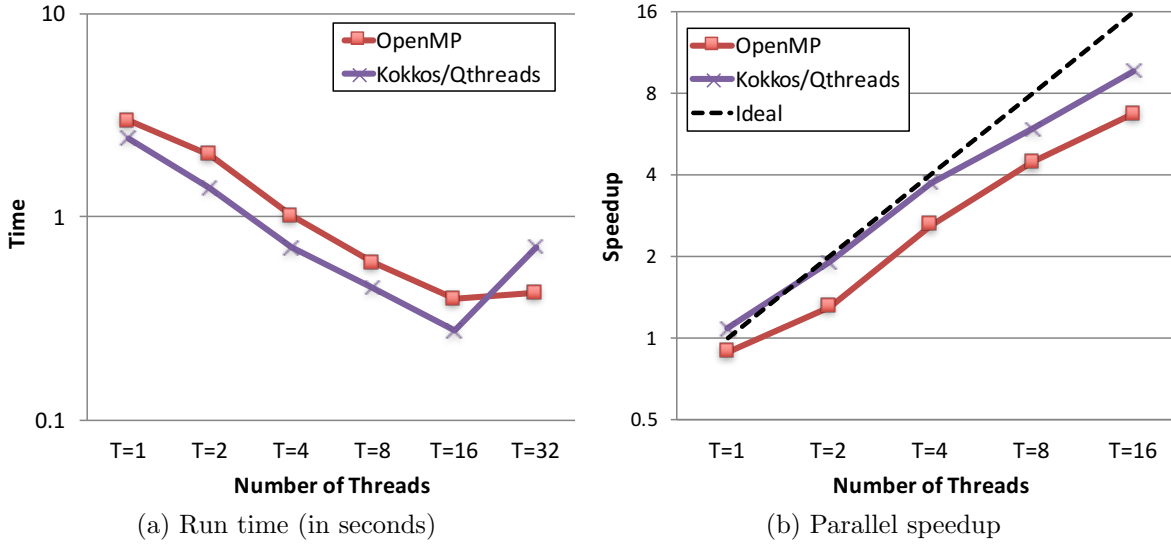 10
1
0.1
Time
OpenMP
Kokkos/Qthreads
T=1 T=2 T=4 T=8 T=16 T=32
Number of Threads
(a) Run time (in seconds)
16
8
4
2
1
0.5
Speedup
OpenMP
Kokkos/Qthreads
Ideal
T=1 T=2 T=4 T=8 T=16
Number of Threads
(b) Parallel speedup